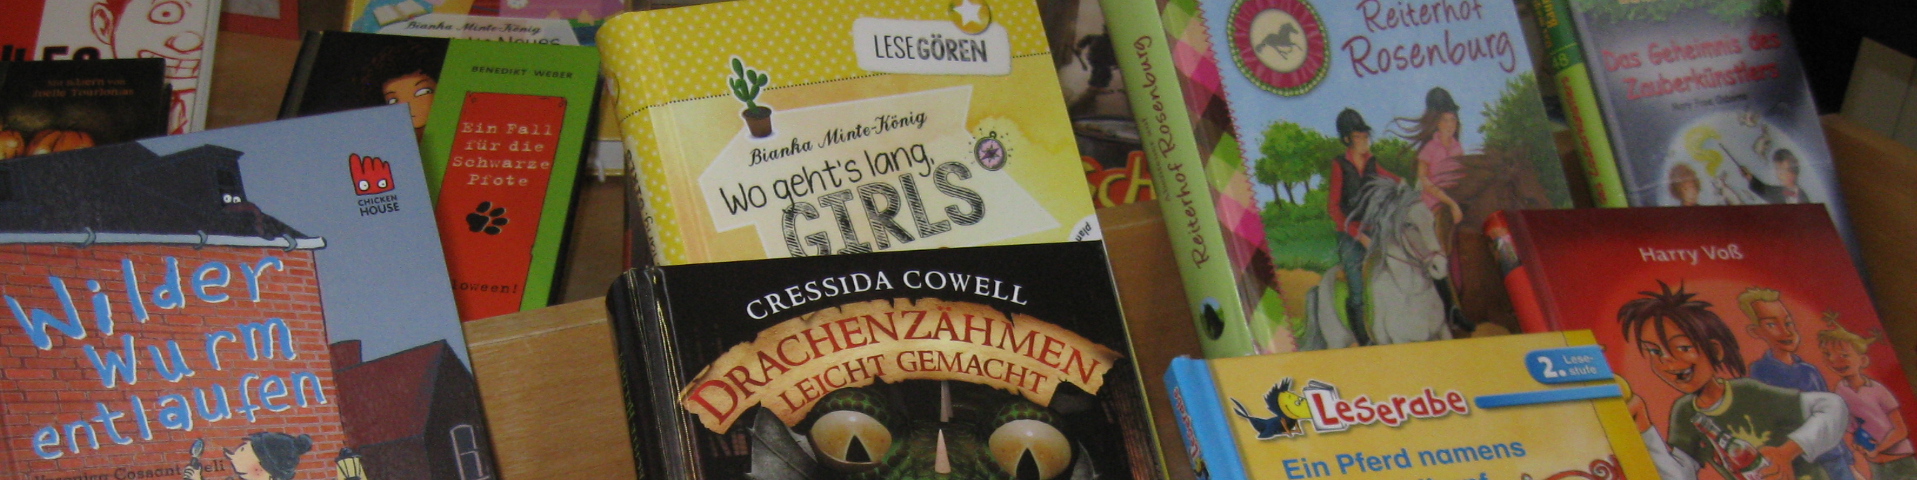 Bianka Minte-König
BENEDIKT WEBER
Ein Fall
für die
Schwarze
Pfote
CHICKEN
HOUSE
Wilder
Wurm
entlaufen
LESEGÖREN
Bianka Minte-König
Wo geht's lang,
GIRLS
CRESSIDA COWELL
DRACHENZÄHMEN
LEICHT GEMACHT
Reiterhof Rosenburg
Reiterhof
Rosenburg
Das Geheimnis des
Zauberkünstlers
Harry Voß
2. Lese-
stufe
Leserabe
Ein Pferd namens